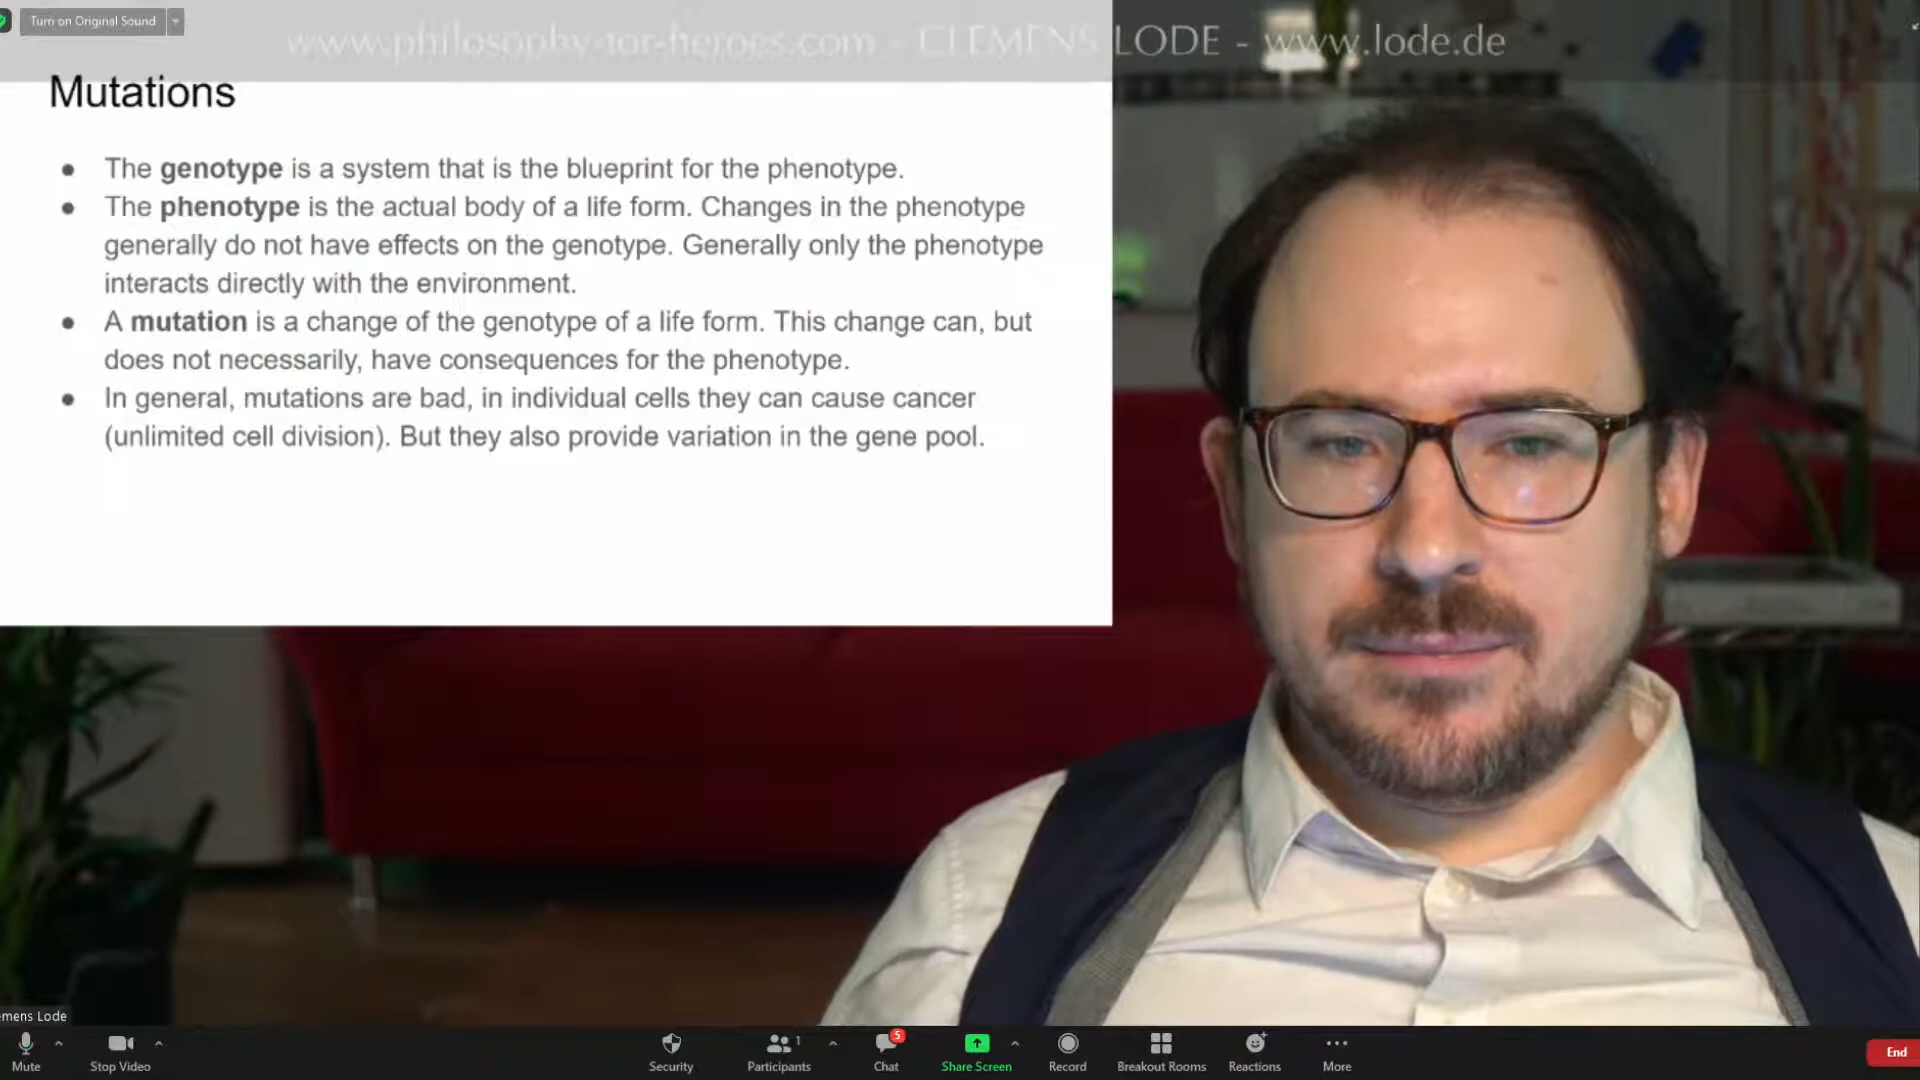 Turn on Original Sound
www.philosophy-for-heroes.com - CLEMENS LODE - www.lode.de
Mutations
● The genotype is a system that is the blueprint for the phenotype.
● The phenotype is the actual body of a life form. Changes in the phenotype
generally do not have effects on the genotype. Generally only the phenotype
interacts directly with the environment.
● A mutation is a change of the genotype of a life form. This change can, but
does not necessarily, have consequences for the phenotype.
● In general, mutations are bad, in individual cells they can cause cancer
(unlimited cell division). But they also provide variation in the gene pool.
emens Lode
Mute
Stop Video
Security
Participants 1
Chat 5
Share Screen
Record
Breakout Rooms
Reactions
More
End